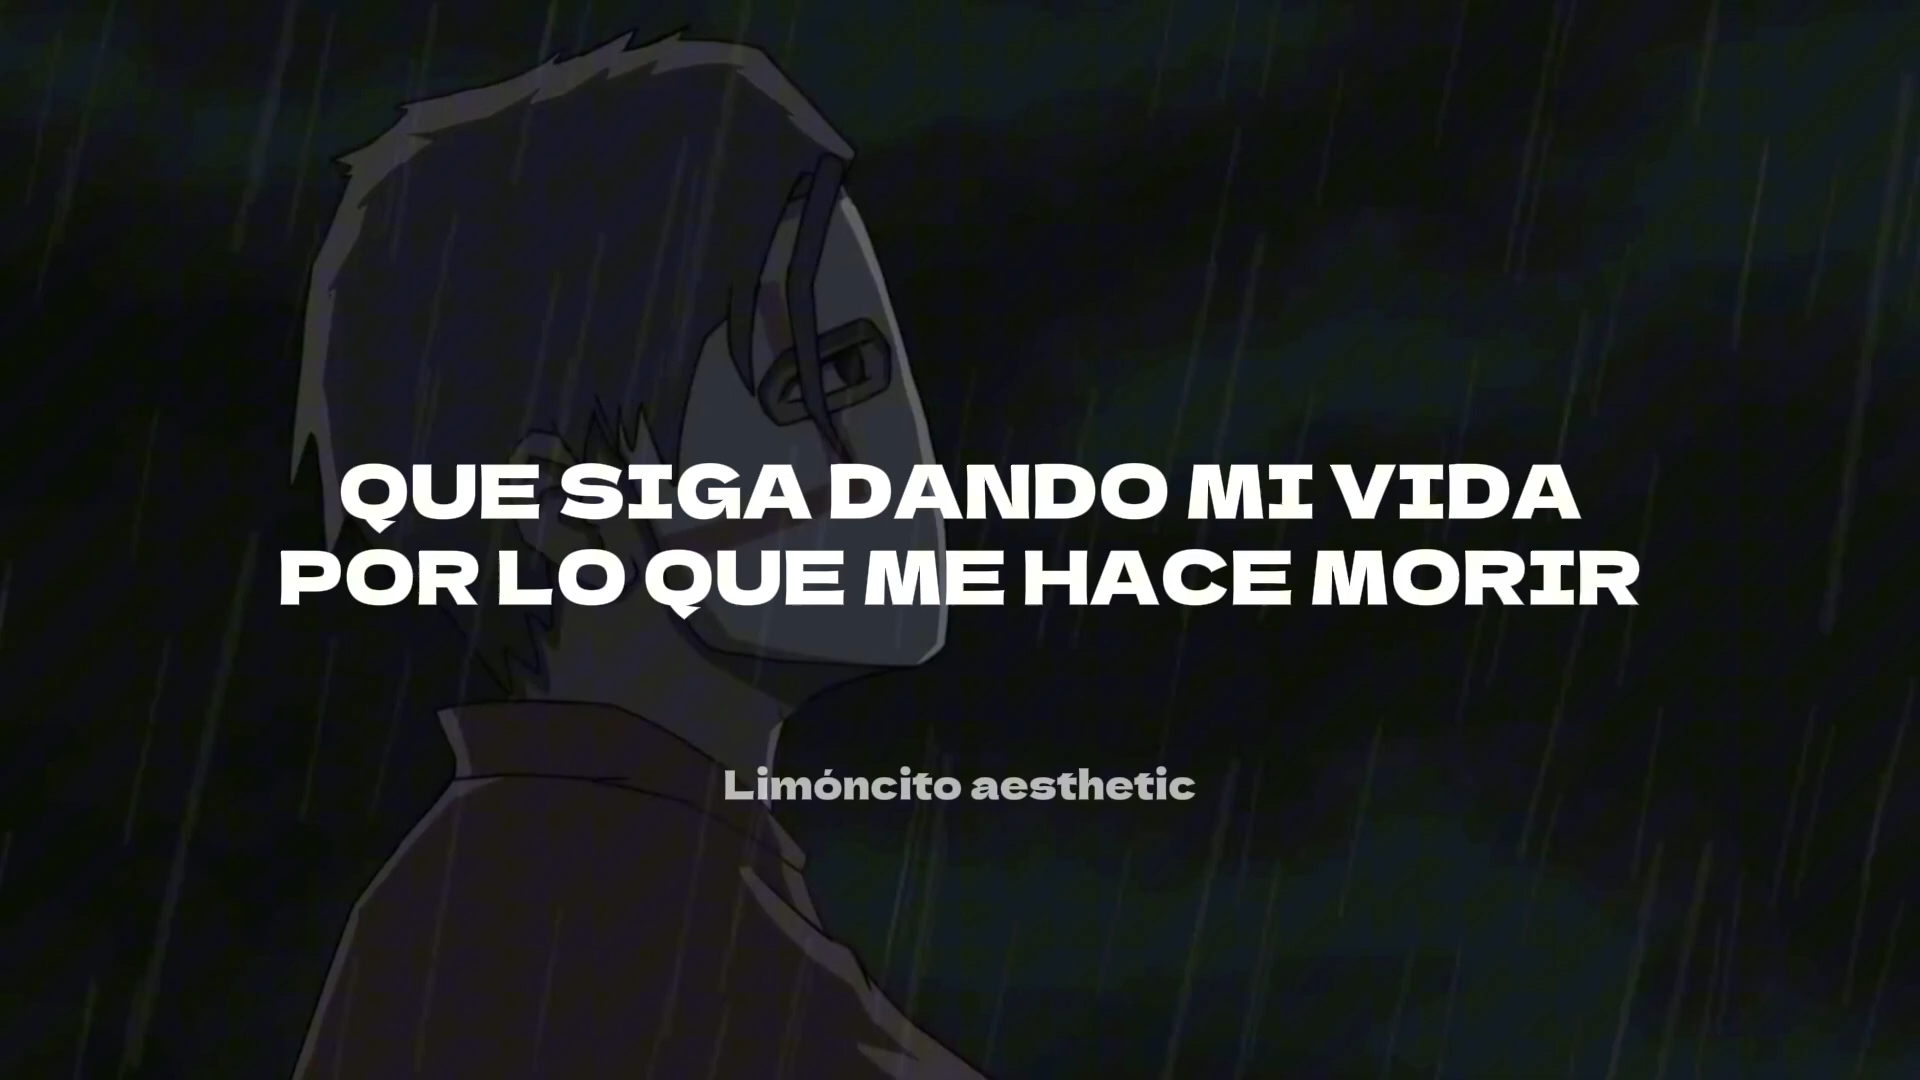 QUE SIGA DANDO MI VIDA
POR LO QUE ME HACE MORIR
Limóncito aesthetic